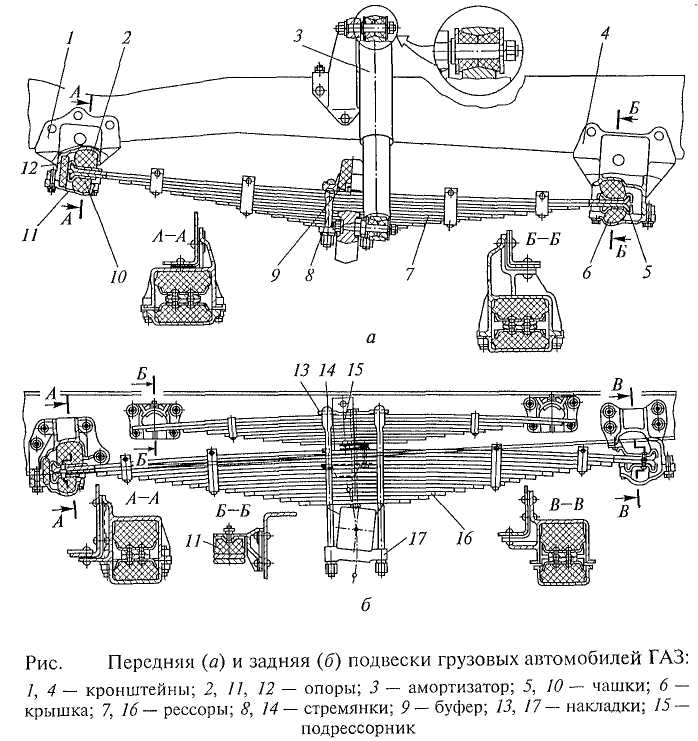 1 2 3 4
А Б
12
А Б
11
А–А 10 9 8 7 Б–Б 6 5
а
А Б 13 14 15 В
Б
А А–А Б–Б В–В В
11 16
17
б
Рис. Передняя (а) и задняя (б) подвески грузовых автомобилей ГАЗ:
1, 4 — кронштейны; 2, 11, 12 — опоры; 3 — амортизатор; 5, 10 — чашки; 6 —
крышка; 7, 16 — рессоры; 8, 14 — стремянки; 9 — буфер; 13, 17 — накладки; 15 —
подрессорник